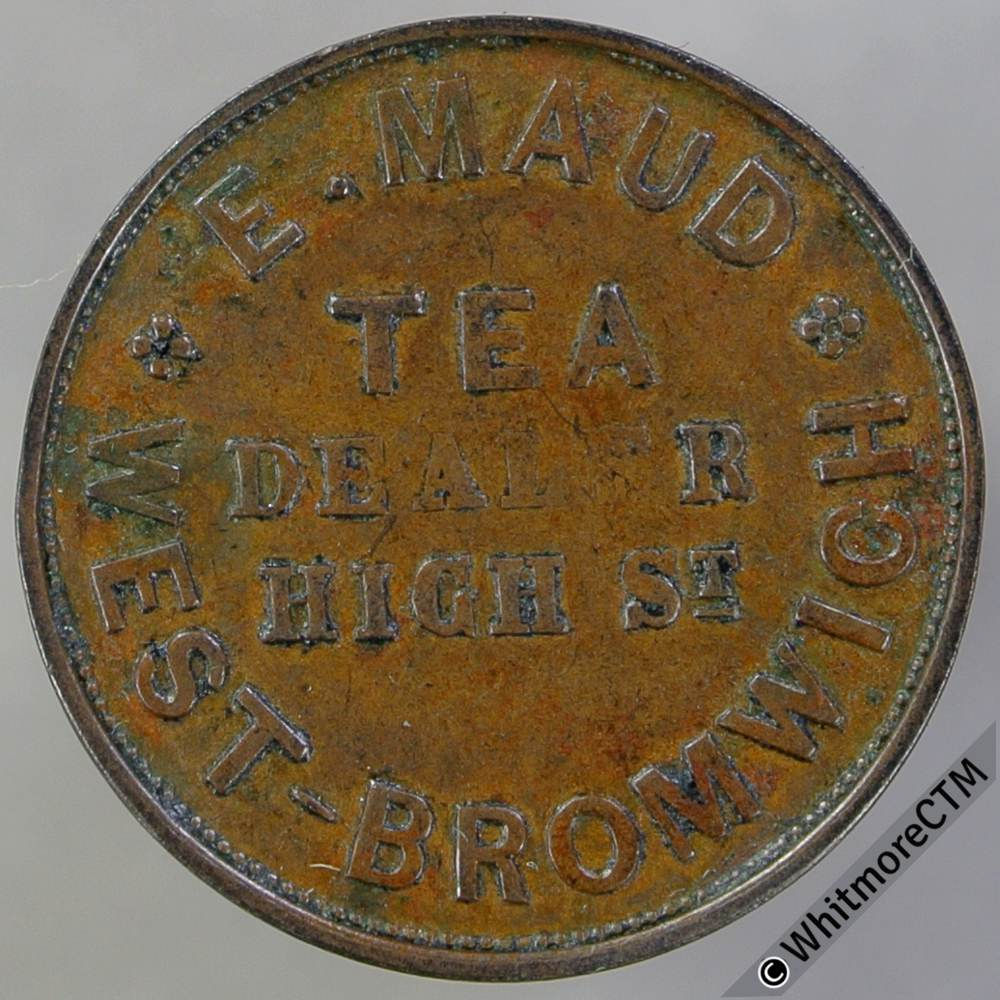 E. MAUD
TEA
DEALER
HIGH ST
WEST-BROMWICH
© WhitmoreCTM